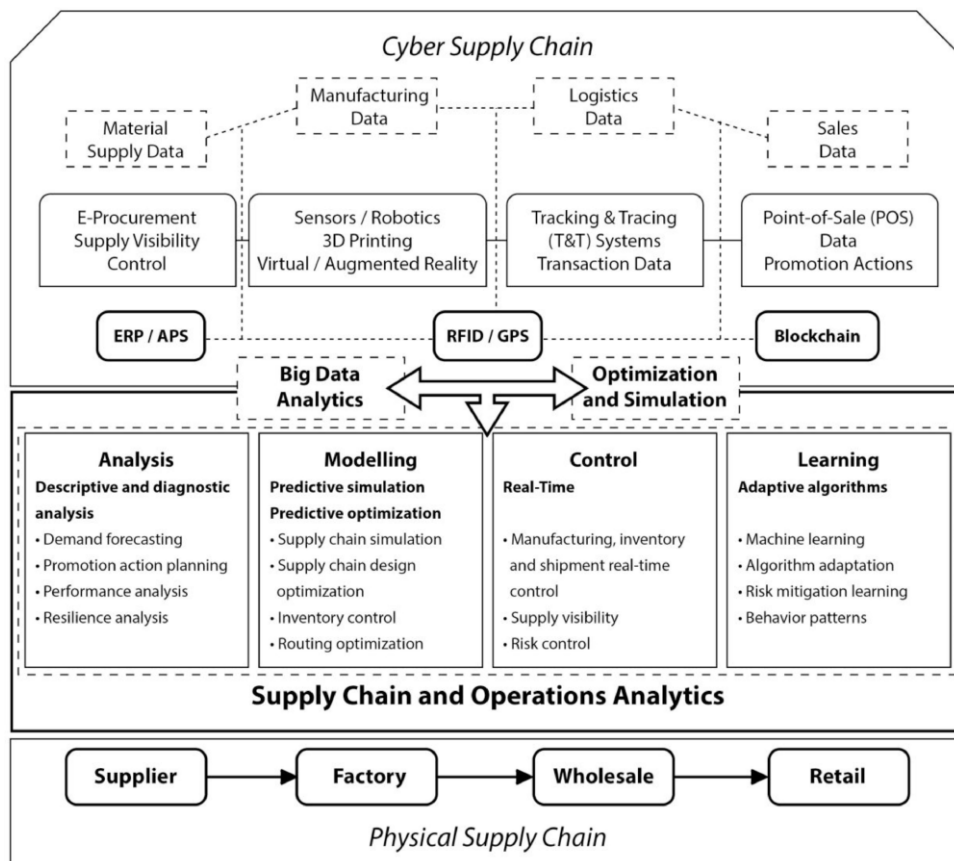 Cyber Supply Chain
Material
Supply Data
Manufacturing
Data
Logistics
Data
Sales
Data
E-Procurement
Supply Visibility
Control
Sensors / Robotics
3D Printing
Virtual / Augmented Reality
Tracking & Tracing
(T&T) Systems
Transaction Data
Point-of-Sale (POS)
Data
Promotion Actions
ERP / APS
RFID / GPS
Blockchain
Big Data
Analytics
Optimization
and Simulation
Analysis
Descriptive and diagnostic
analysis
• Demand forecasting
• Promotion action planning
• Performance analysis
• Resilience analysis
Modelling
Predictive simulation
Predictive optimization
• Supply chain simulation
• Supply chain design
optimization
• Inventory control
• Routing optimization
Control
Real-Time
• Manufacturing, inventory
and shipment real-time
control
• Supply visibility
• Risk control
Learning
Adaptive algorithms
• Machine learning
• Algorithm adaptation
• Risk mitigation learning
• Behavior patterns
Supply Chain and Operations Analytics
Supplier
Factory
Wholesale
Retail
Physical Supply Chain